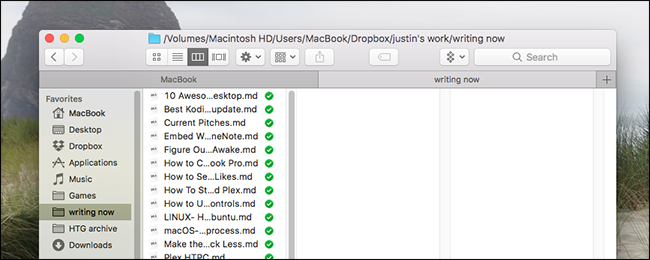 /Volumes/Macintosh HD/Users/MacBook/Dropbox/justin's work/writing now
Search
MacBook
writing now
Favorites
MacBook
Desktop
Dropbox
Applications
Music
Games
writing now
HTG archive
Downloads
10 Aweso...esktop.md
Best Kodi...update.md
Current Pitches.md
Embed W...neNote.md
Figure Ou...Awake.md
How to C...ook Pro.md
How to Se...Likes.md
How To St...d Plex.md
How to U...ontrols.md
LINUX- H...buntu.md
macOS-...process.md
Make the...ck Less.md
Plex HTPC.md